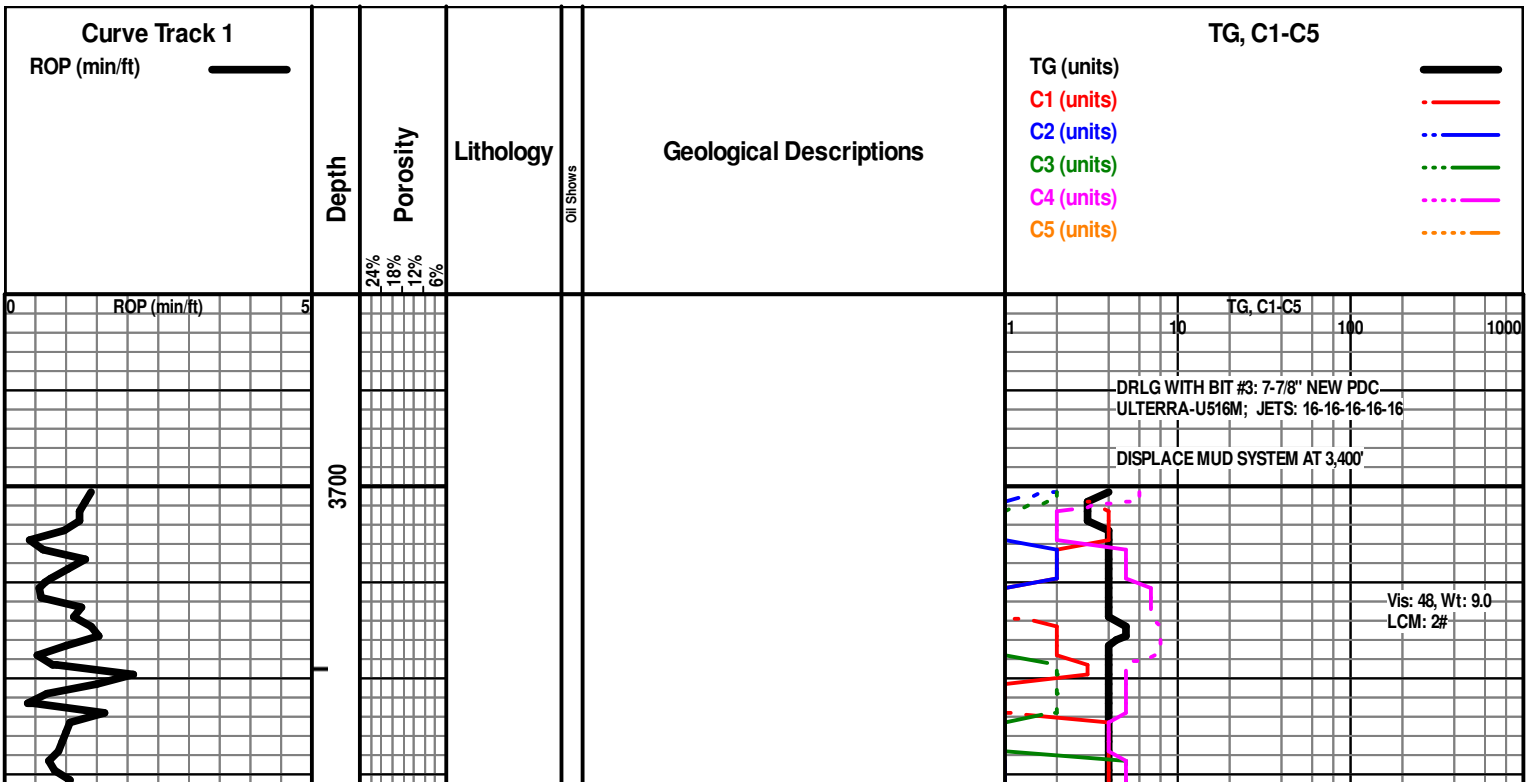 Curve Track 1
ROP (min/ft)
Depth
Porosity
24%
18%
12%
6%
Lithology
Oil Shows
Geological Descriptions
TG, C1-C5
TG (units)
C1 (units)
C2 (units)
C3 (units)
C4 (units)
C5 (units)
0 ROP (min/ft) 5
TG, C1-C5
1 10 100 1000
DRLG WITH BIT #3: 7-7/8" NEW PDC
ULTERRA-U516M; JETS: 16-16-16-16-16
DISPLACE MUD SYSTEM AT 3,400'
3700
Vis: 48, Wt: 9.0
LCM: 2#